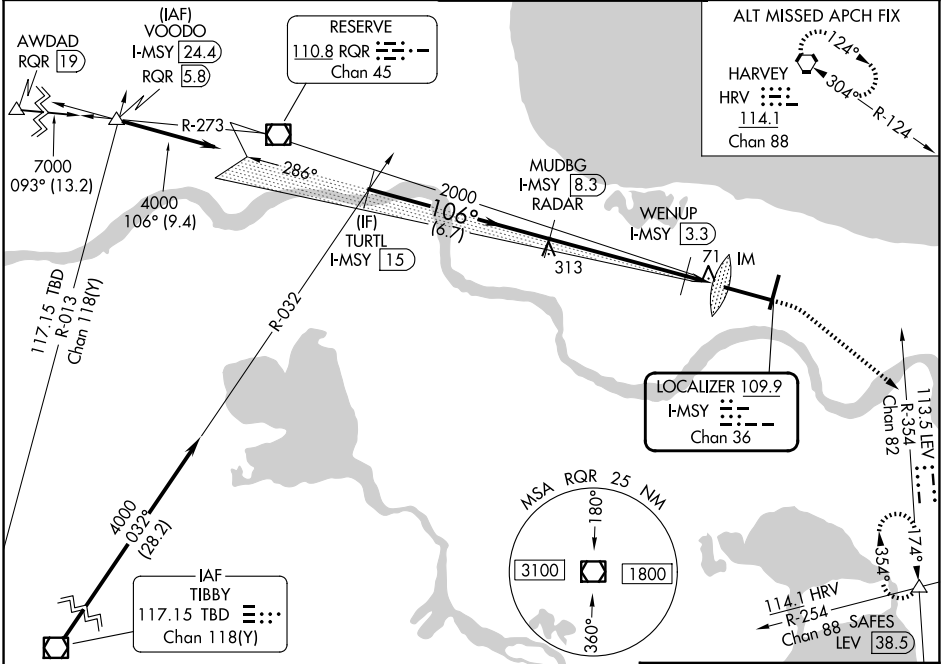 AWDAD
RQR 19
(IAF)
VOODO
I-MSY 24.4
RQR 5.8
RESERVE
110.8 RQR
Chan 45
ALT MISSED APCH FIX
124°
304°
R-124
HARVEY
HRV
114.1
Chan 88
R-273
7000
093° (13.2)
4000
106° (9.4)
286°
2000
106°
(6.7)
(IF)
TURTL
I-MSY 15
MUDBG
I-MSY 8.3
RADAR
313
WENUP
I-MSY 3.3
71
IM
117.15 TBD
R-013
Chan 118(Y)
R-032
4000
032°
(28.2)
LOCALIZER 109.9
I-MSY
Chan 36
113.5 LEV
R-354
Chan 82
MSA RQR 25 NM
180°
3100
1800
360°
IAF
TIBBY
117.15 TBD
Chan 118(Y)
174°
354°
114.1 HRV
R-254
Chan 88
SAFES
LEV 38.5